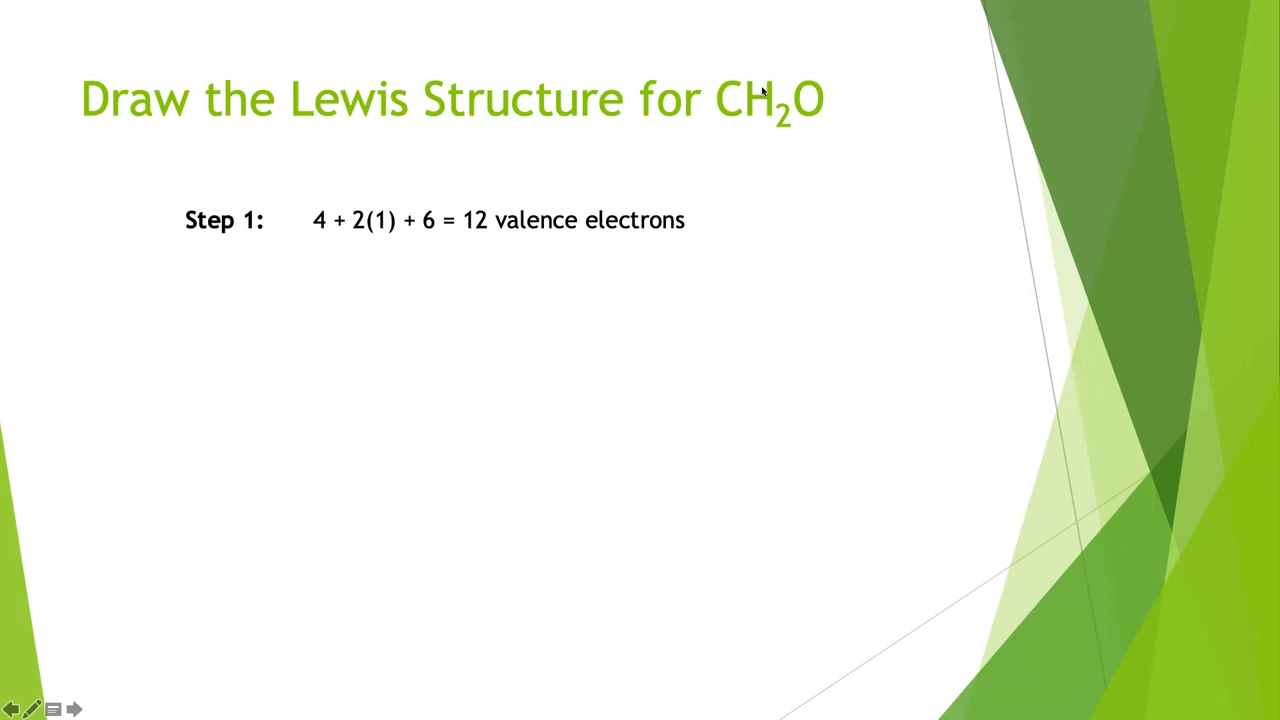 Draw the Lewis Structure for CH₂O
Step 1: 4 + 2(1) + 6 = 12 valence electrons